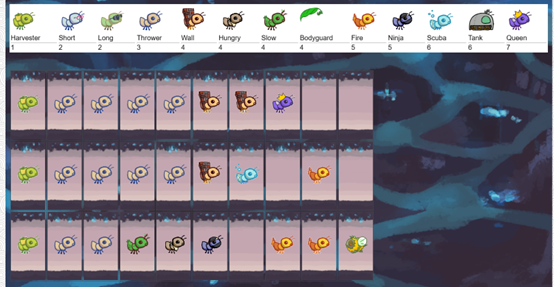 Harvester Short Long Thrower Wall Hungry Slow Bodyguard Fire Ninja Scuba Tank Queen
1 2 2 3 4 4 4 4 5 5 6 6 7